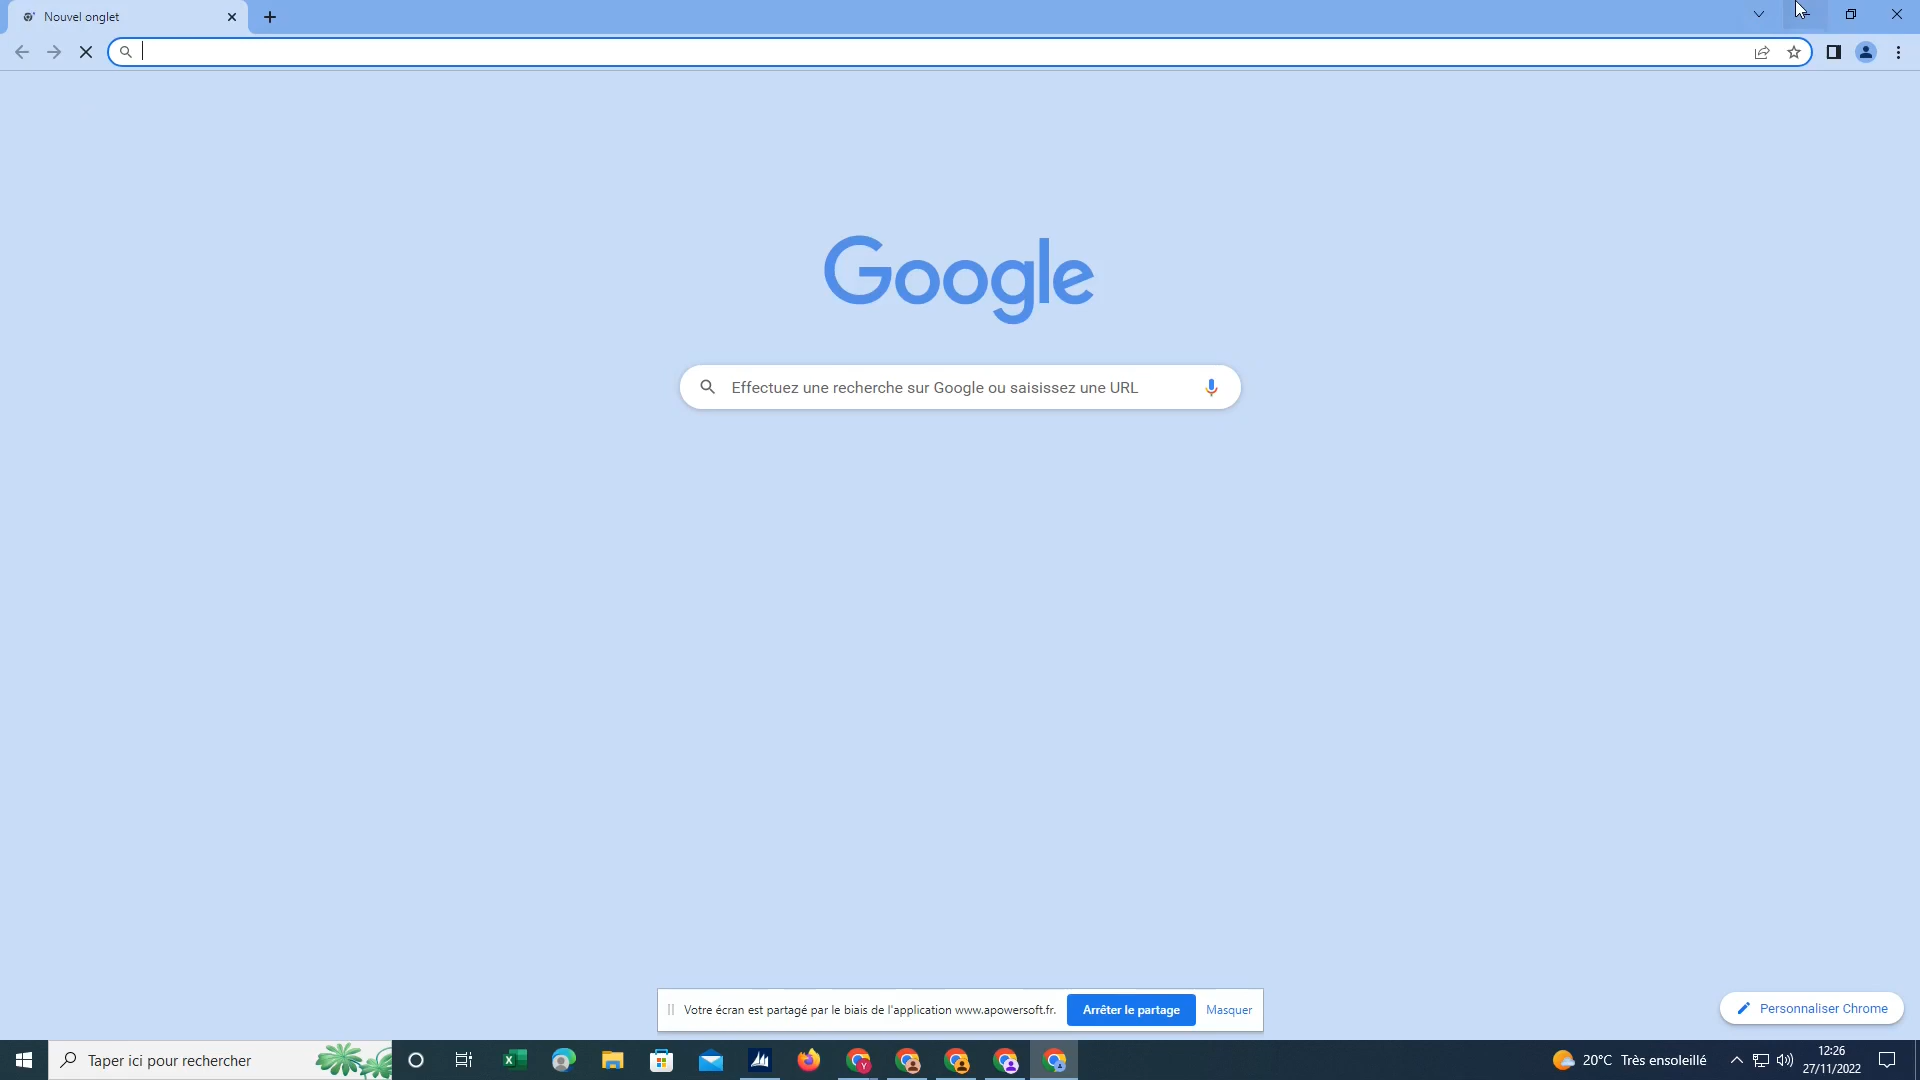 Nouvel onglet
Google
Effectuez une recherche sur Google ou saisissez une URL
Votre écran est partagé par le biais de l'application www.apowersoft.fr.
Arrêter le partage
Masquer
Personnaliser Chrome
Taper ici pour rechercher
20°C Très ensoleillé
12:26
27/11/2022